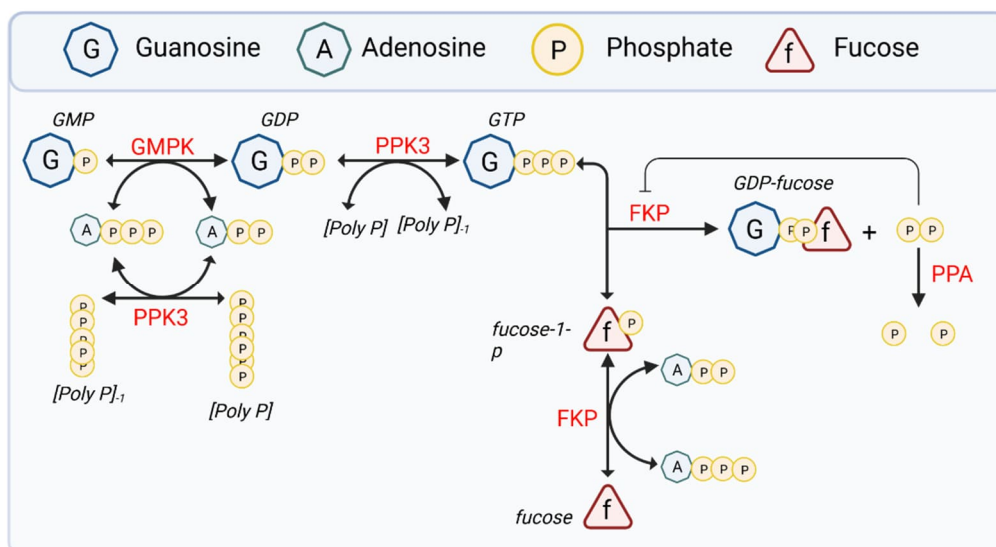 G Guanosine A Adenosine P Phosphate f Fucose
GMP GDP GTP
GMPK PPK3
G P G P P G P P P
GDP-fucose
[Poly P] [Poly P]-1
FKP
A P P P A P P
G P P f + P P
PPA
PPK3
P P P P P
P P P P P P
[Poly P]-1
[Poly P]
fucose-1-
p
f P
P P
A P P
FKP
A P P P
fucose f